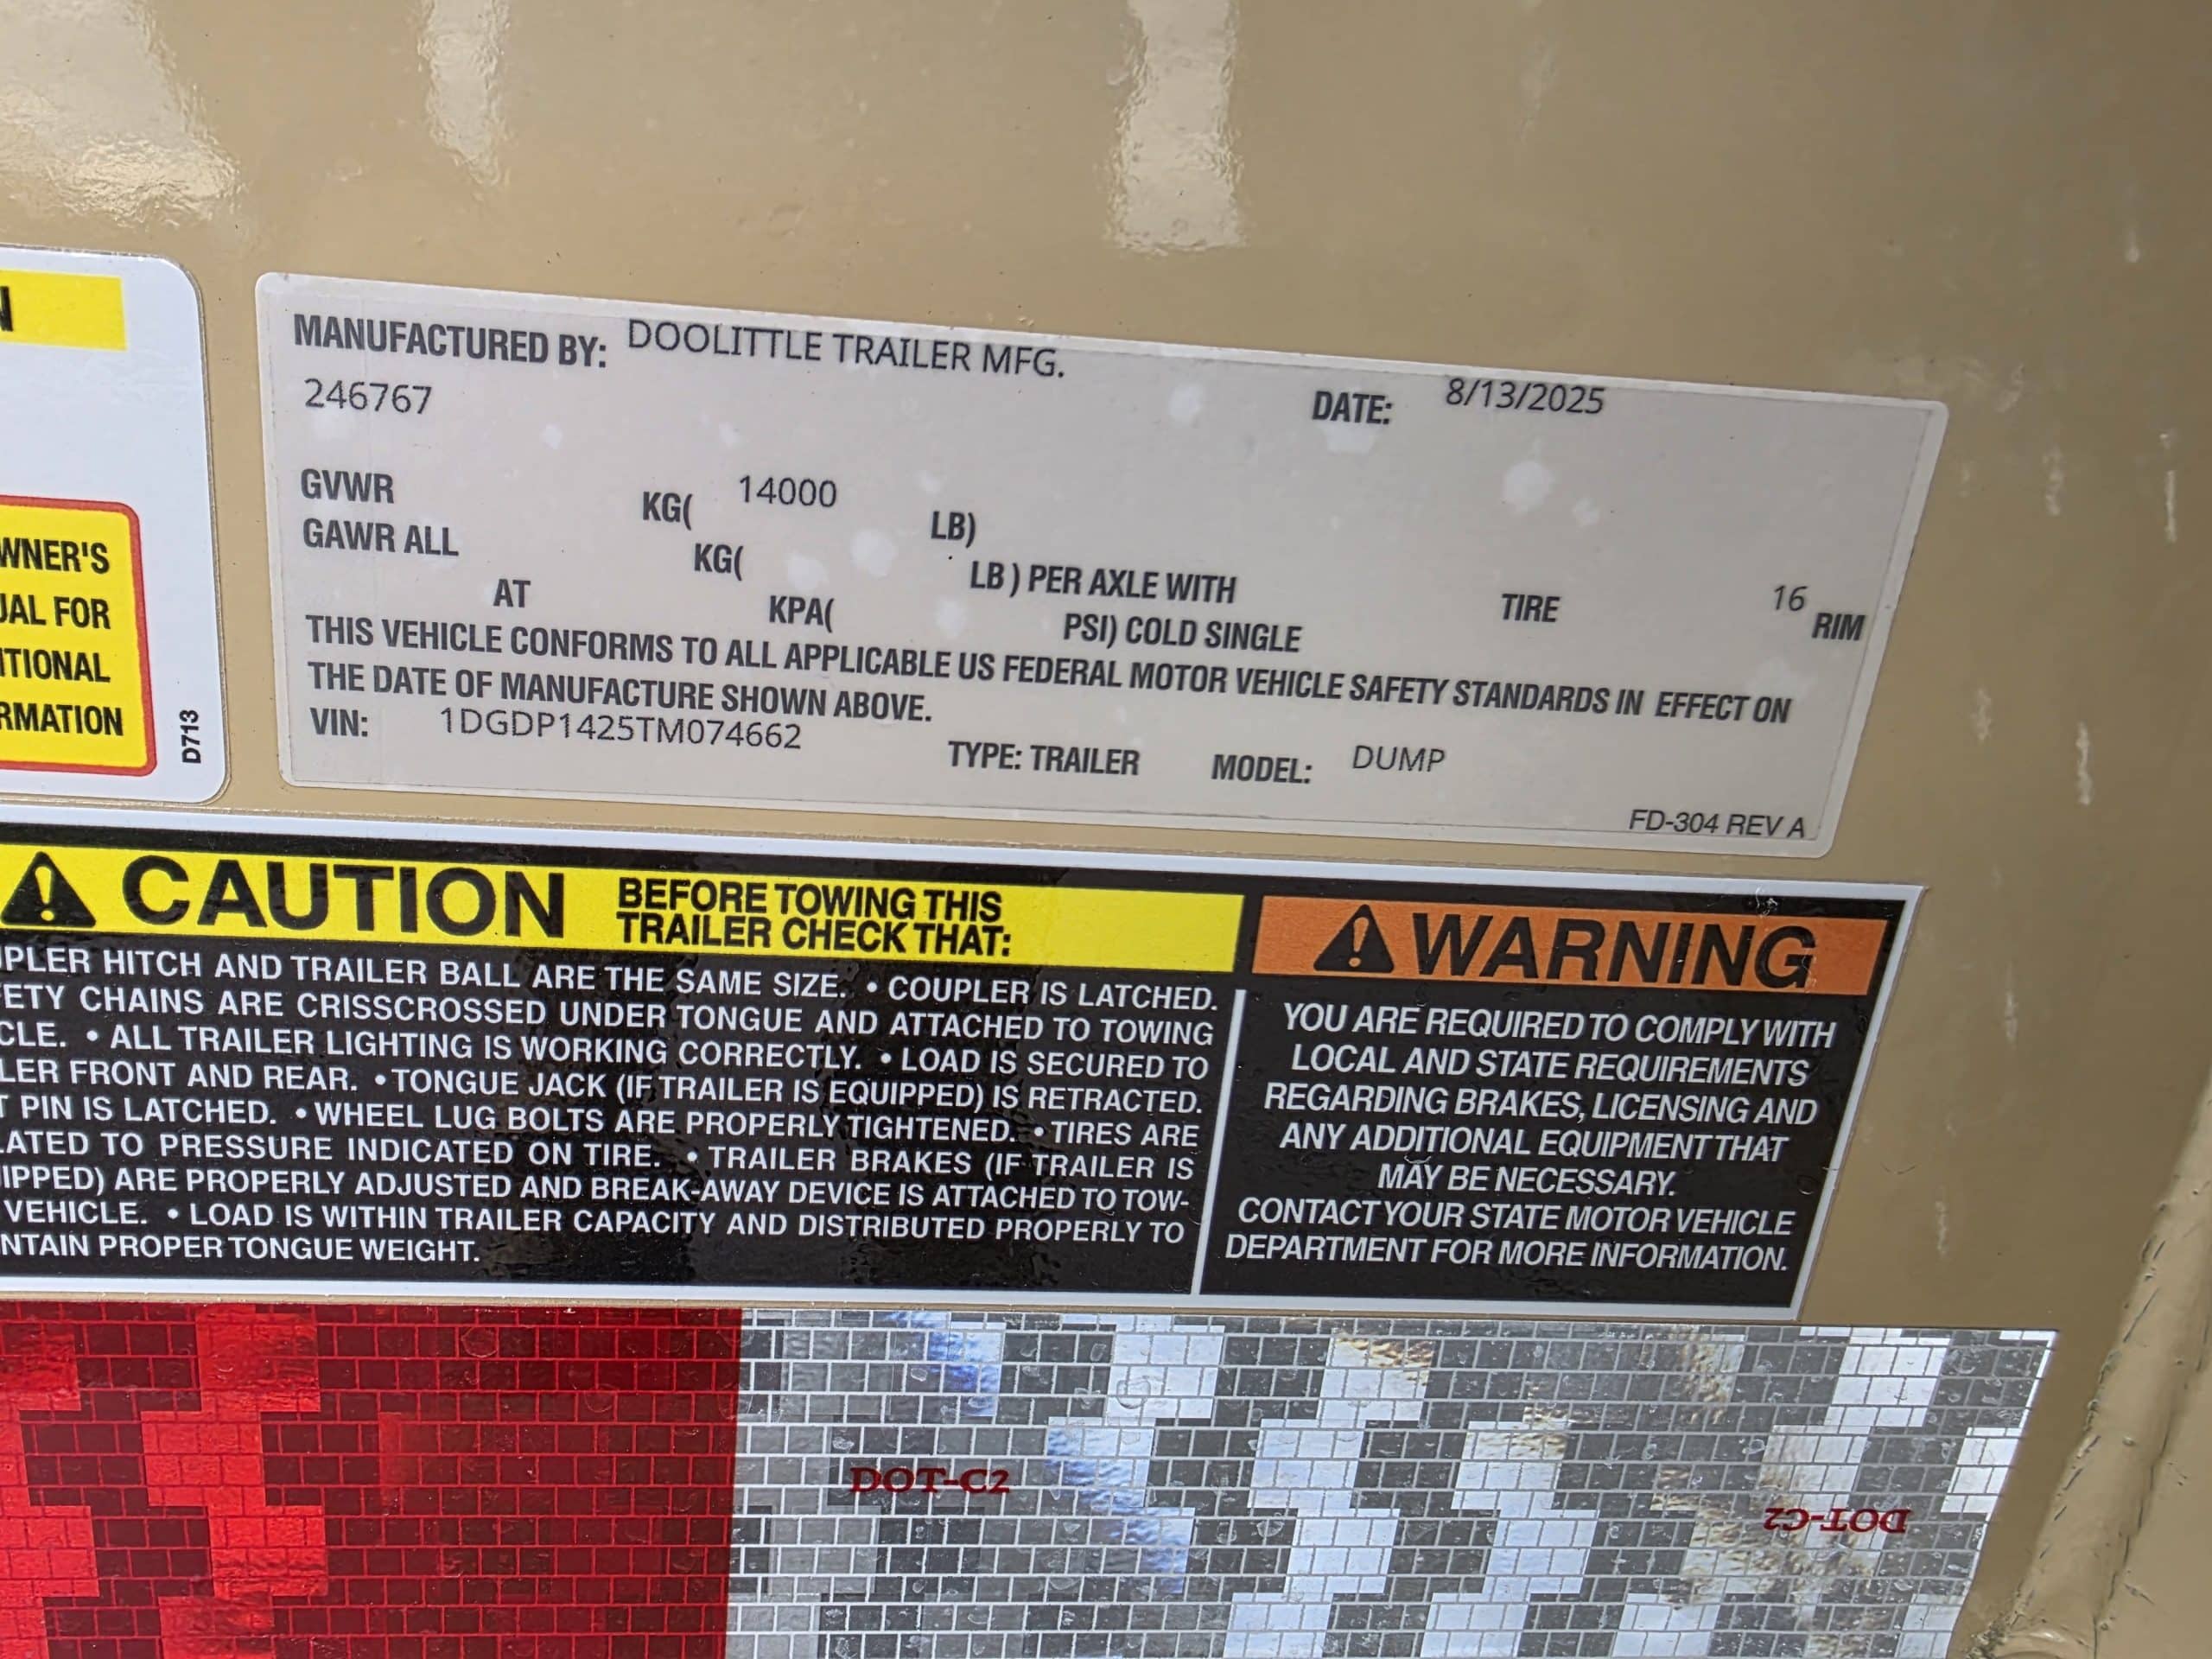 N
WNER'S
UAL FOR
ITIONAL
RMATION
D713
MANUFACTURED BY: DOOLITTLE TRAILER MFG.
246767
DATE: 8/13/2025
GVWR KG( 14000 LB)
GAWR ALL KG( LB ) PER AXLE WITH TIRE 16 RIM
AT KPA( PSI) COLD SINGLE
THIS VEHICLE CONFORMS TO ALL APPLICABLE US FEDERAL MOTOR VEHICLE SAFETY STANDARDS IN EFFECT ON
THE DATE OF MANUFACTURE SHOWN ABOVE.
VIN: 1DGDP1425TM074662 TYPE: TRAILER MODEL: DUMP
FD-304 REV A
CAUTION BEFORE TOWING THIS
TRAILER CHECK THAT:
PLER HITCH AND TRAILER BALL ARE THE SAME SIZE. • COUPLER IS LATCHED.
ETY CHAINS ARE CRISSCROSSED UNDER TONGUE AND ATTACHED TO TOWING
CLE. • ALL TRAILER LIGHTING IS WORKING CORRECTLY. • LOAD IS SECURED TO
LER FRONT AND REAR. • TONGUE JACK (IF TRAILER IS EQUIPPED) IS RETRACTED.
T PIN IS LATCHED. • WHEEL LUG BOLTS ARE PROPERLY TIGHTENED. • TIRES ARE
LATED TO PRESSURE INDICATED ON TIRE. • TRAILER BRAKES (IF TRAILER IS
IPPED) ARE PROPERLY ADJUSTED AND BREAK-AWAY DEVICE IS ATTACHED TO TOW-
VEHICLE. • LOAD IS WITHIN TRAILER CAPACITY AND DISTRIBUTED PROPERLY TO
NTAIN PROPER TONGUE WEIGHT.
WARNING
YOU ARE REQUIRED TO COMPLY WITH
LOCAL AND STATE REQUIREMENTS
REGARDING BRAKES, LICENSING AND
ANY ADDITIONAL EQUIPMENT THAT
MAY BE NECESSARY.
CONTACT YOUR STATE MOTOR VEHICLE
DEPARTMENT FOR MORE INFORMATION.
DOT-C2
DOT-C2